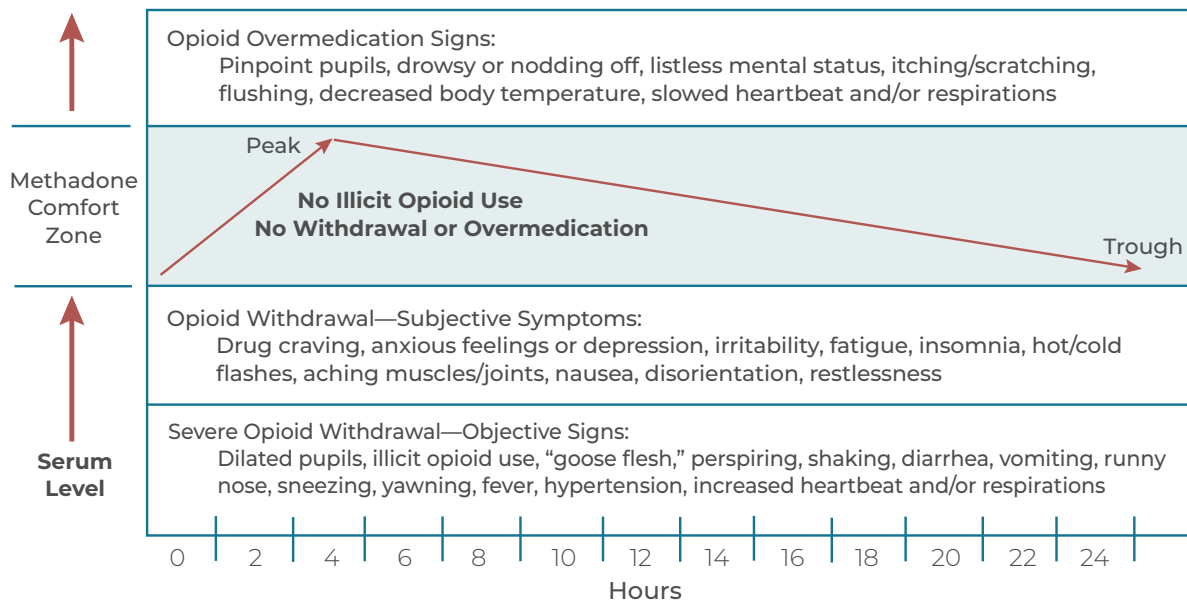 Opioid Overmedication Signs:
Pinpoint pupils, drowsy or nodding off, listless mental status, itching/scratching,
flushing, decreased body temperature, slowed heartbeat and/or respirations
Methadone
Comfort
Zone
Peak
No Illicit Opioid Use
No Withdrawal or Overmedication
Trough
Opioid Withdrawal—Subjective Symptoms:
Drug craving, anxious feelings or depression, irritability, fatigue, insomnia, hot/cold
flashes, aching muscles/joints, nausea, disorientation, restlessness
Serum
Level
Severe Opioid Withdrawal—Objective Signs:
Dilated pupils, illicit opioid use, “goose flesh,” perspiring, shaking, diarrhea, vomiting, runny
nose, sneezing, yawning, fever, hypertension, increased heartbeat and/or respirations
0 2 4 6 8 10 12 14 16 18 20 22 24
Hours